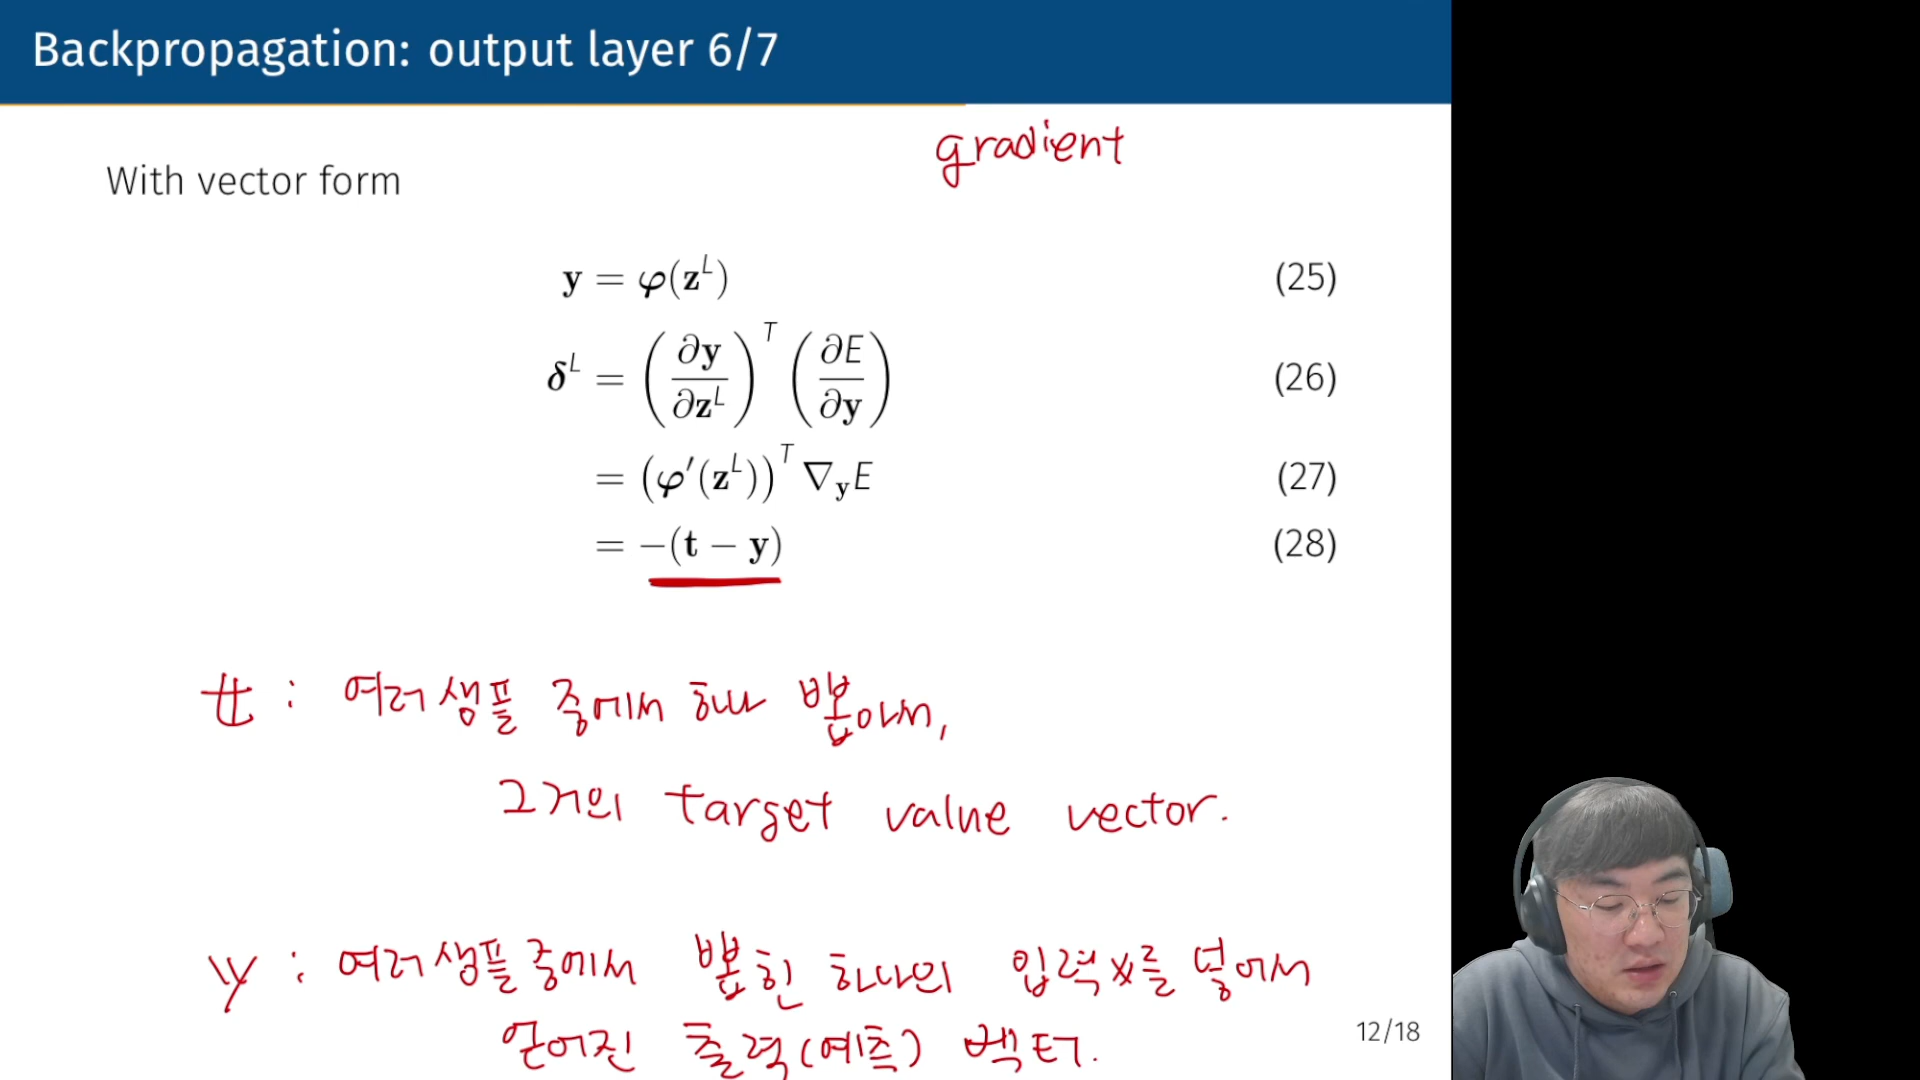 Backpropagation: output layer 6/7
gradient
With vector form
y = φ(z^L) (25)
δ^L = (∂y/∂z^L)^T (∂E/∂y) (26)
= (φ′(z^L))^T ∇_y E (27)
= −(t − y) (28)
t : 여러 샘플 중에서 하나 뽑아서,
그거의 target value vector.
y : 여러 샘플 중에서 뽑힌 하나의 입력 x를 넣어서
얻어진 출력(예측) 벡터.
12/18